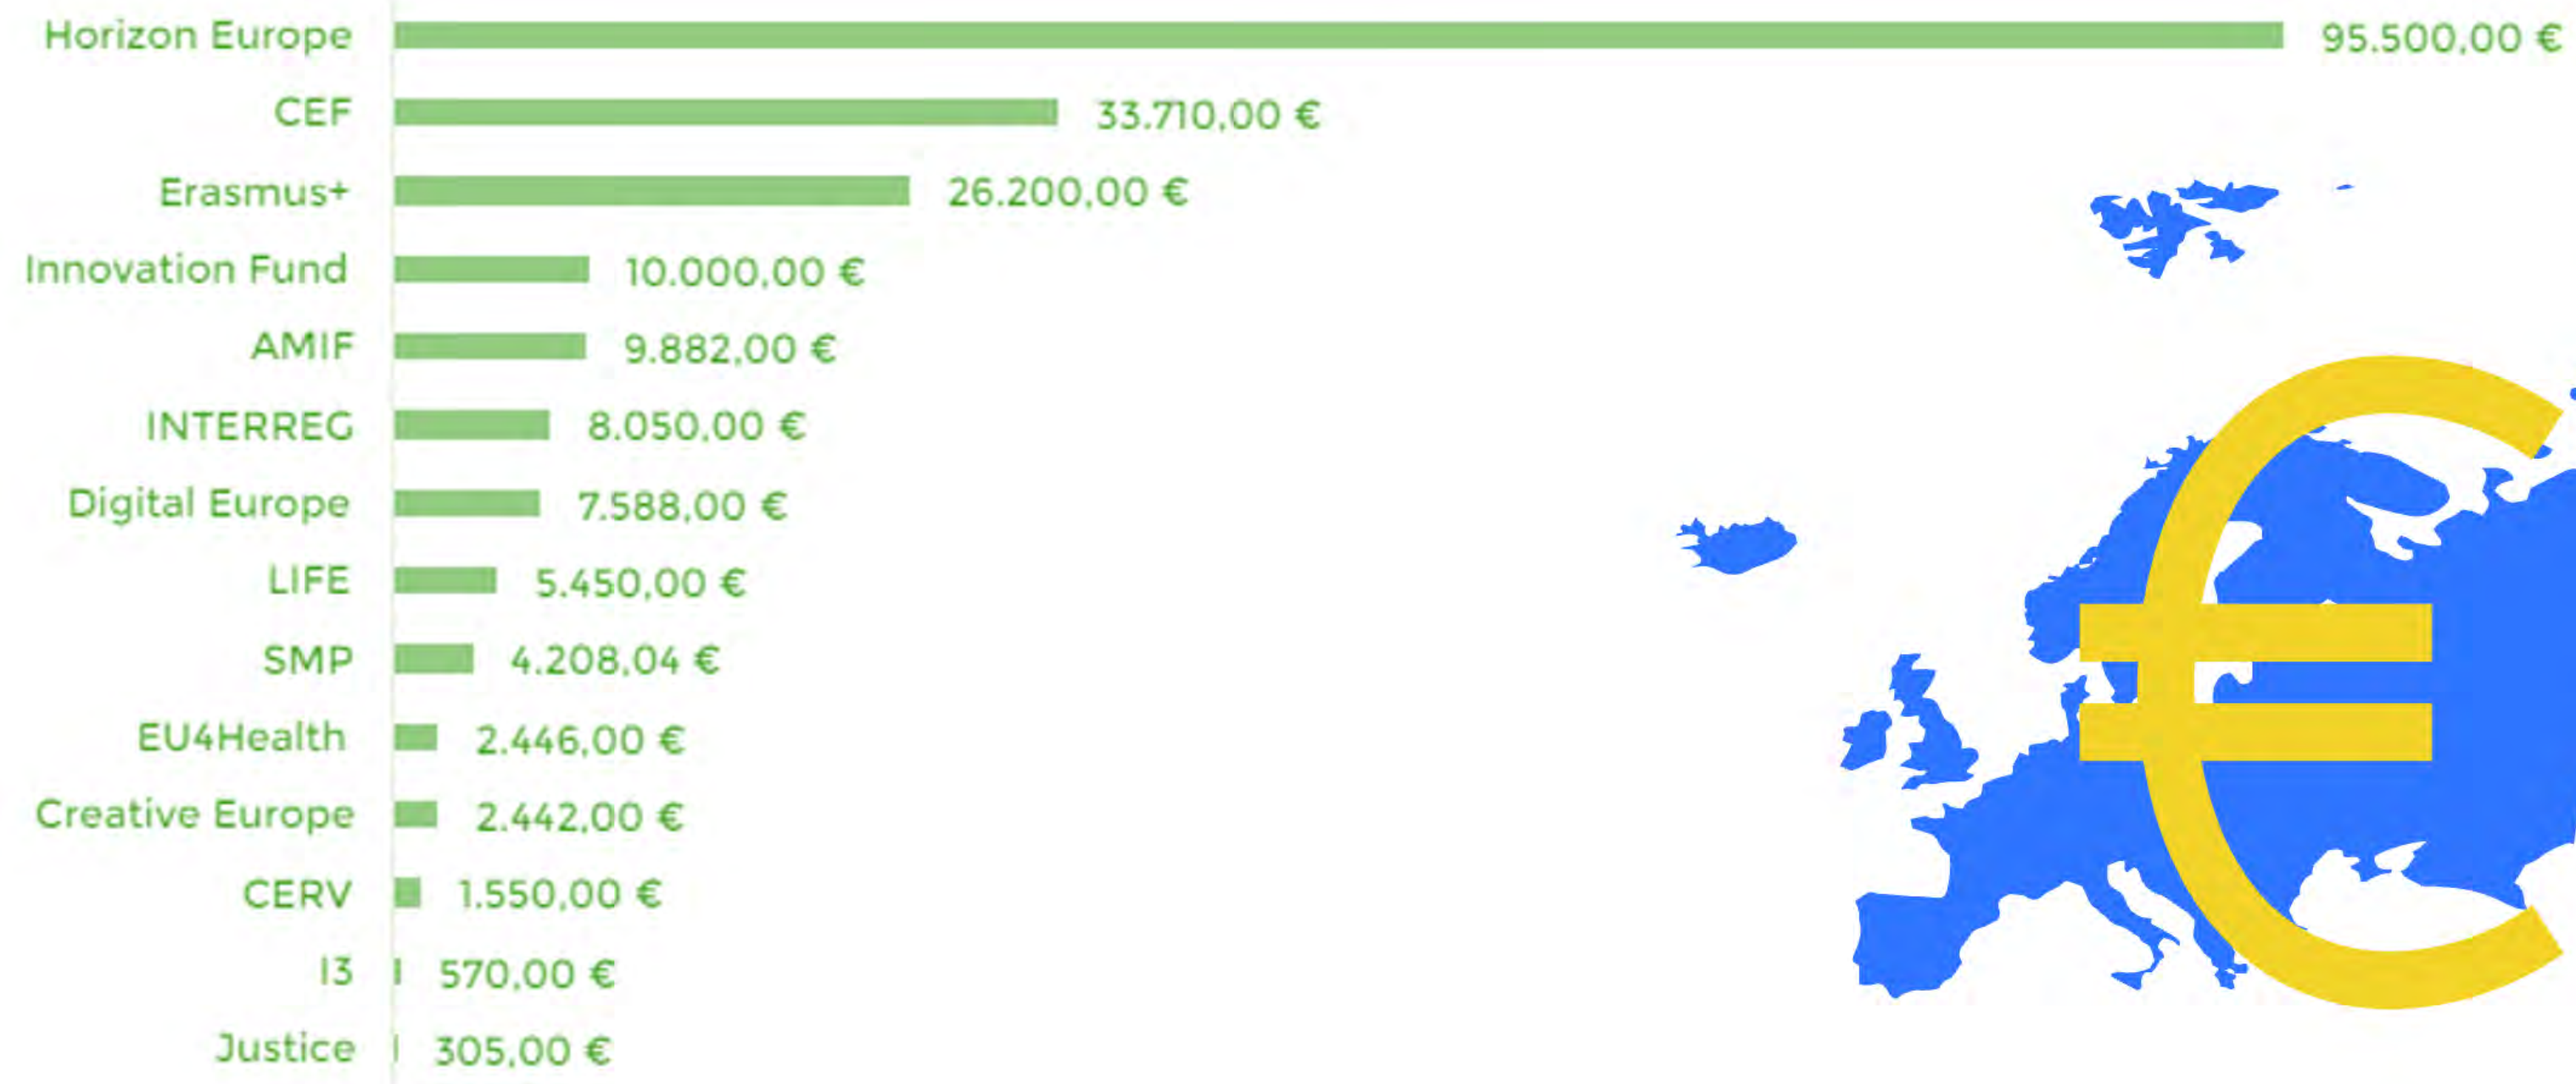 Horizon Europe 95.500,00 €
CEF 33.710,00 €
Erasmus+ 26.200,00 €
Innovation Fund 10.000,00 €
AMIF 9.882,00 €
INTERREG 8.050,00 €
Digital Europe 7.588,00 €
LIFE 5.450,00 €
SMP 4.208,04 €
EU4Health 2.446,00 €
Creative Europe 2.442,00 €
CERV 1.550,00 €
I3 570,00 €
Justice 305,00 €
€